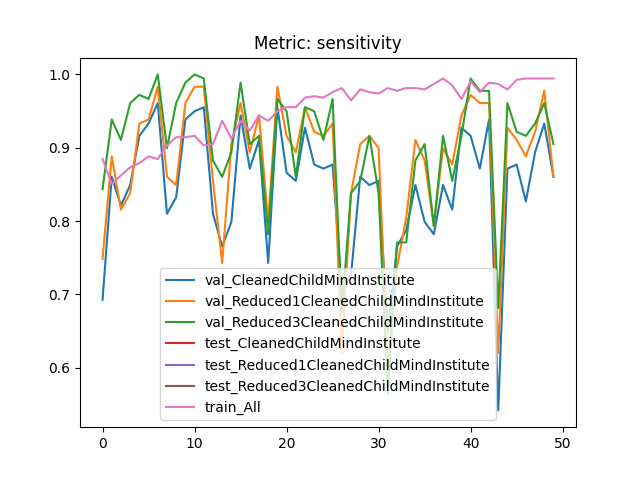 Metric: sensitivity
1.0
0.9
0.8
0.7
0.6
val_CleanedChildMindInstitute
val_Reduced1CleanedChildMindInstitute
val_Reduced3CleanedChildMindInstitute
test_CleanedChildMindInstitute
test_Reduced1CleanedChildMindInstitute
test_Reduced3CleanedChildMindInstitute
train_All
0 10 20 30 40 50